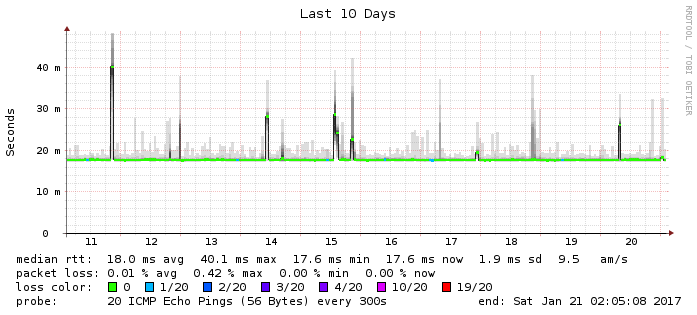 Last 10 Days
RRDTOOL / TOBI OETIKER
Seconds
40 m
30 m
20 m
10 m
0
11 12 13 14 15 16 17 18 19 20
median rtt: 18.0 ms avg 40.1 ms max 17.6 ms min 17.6 ms now 1.9 ms sd 9.5 am/s
packet loss: 0.01 % avg 0.42 % max 0.00 % min 0.00 % now
loss color: 0 1/20 2/20 3/20 4/20 10/20 19/20
probe: 20 ICMP Echo Pings (56 Bytes) every 300s end: Sat Jan 21 02:05:08 2017